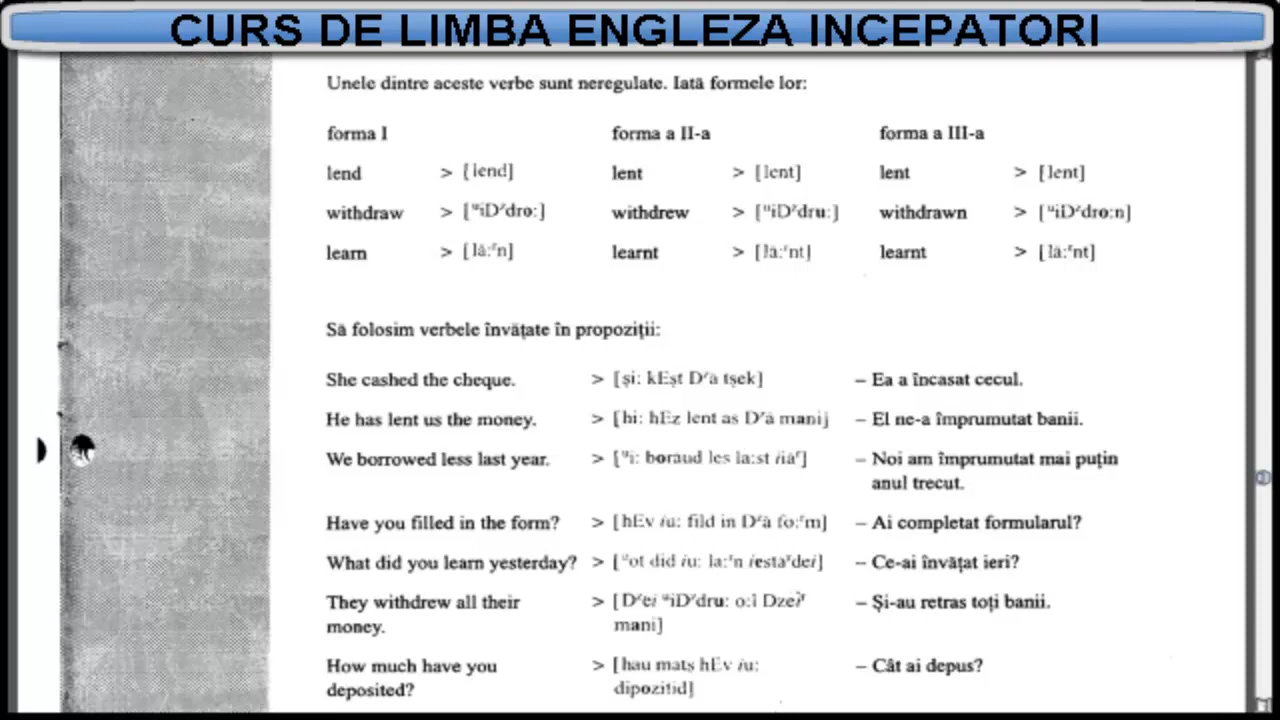 CURS DE LIMBA ENGLEZA INCEPATORI
Unele dintre aceste verbe sunt neregulate. Iată formele lor:
forma I forma a II-a forma a III-a
lend > [lend] lent > [lent] lent > [lent]
withdraw > [ᵘiDᶻdro:] withdrew > [ᵘiDᶻdru:] withdrawn > [ᵘiDᶻdro:n]
learn > [lă:ʳn] learnt > [lă:ʳnt] learnt > [lă:ʳnt]
Să folosim verbele învățate în propoziții:
She cashed the cheque. > [și: kEșt Dᶻă tșek] – Ea a încasat cecul.
He has lent us the money. > [hi: hEz lent as Dᶻă mani] – El ne-a împrumutat banii.
We borrowed less last year. > [ᵘi: borăud les la:st iiăʳ] – Noi am împrumutat mai puțin
anul trecut.
Have you filled in the form? > [hEv iu: fild in Dᶻă fo:ʳm] – Ai completat formularul?
What did you learn yesterday? > [ᵘot did iu: lă:ʳn iestăʳdei] – Ce-ai învățat ieri?
They withdrew all their > [Dᶻei ᵘiDᶻdru: o:l Dzeiʳ – Și-au retras toți banii.
money. mani]
How much have you > [hau mats hEv iu: – Cât ai depus?
deposited? dipozitid]